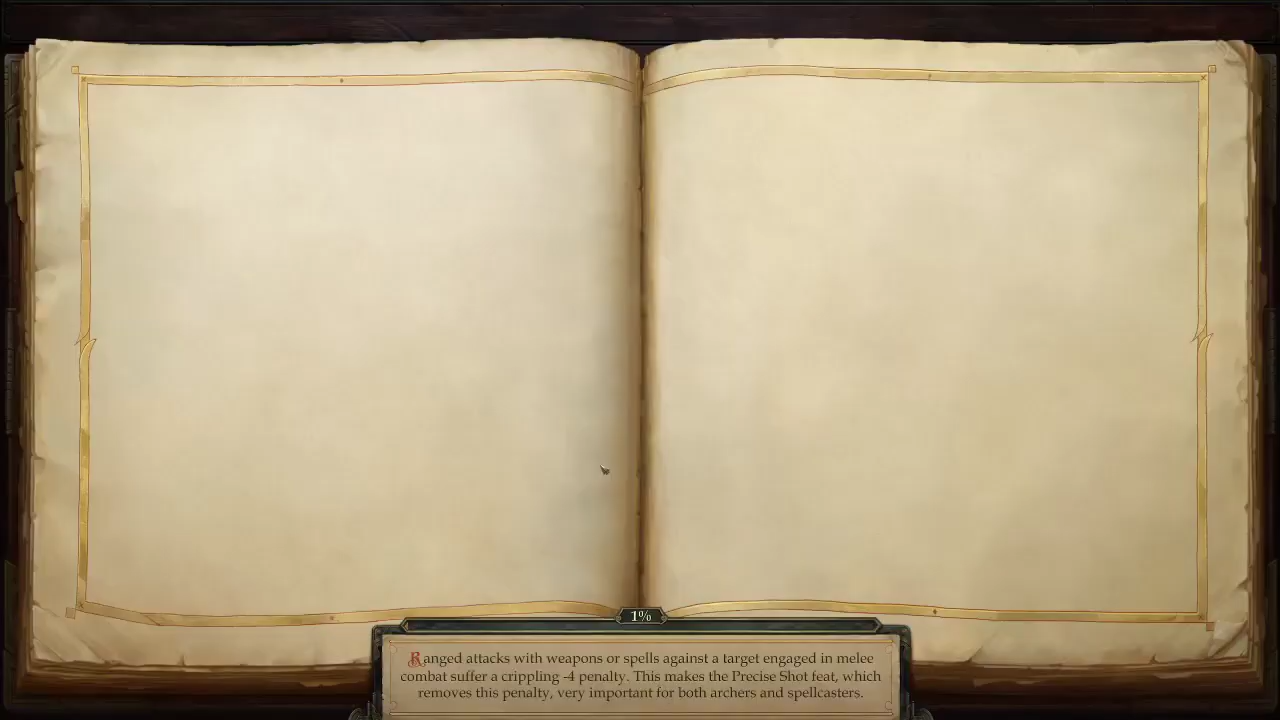 1%
Ranged attacks with weapons or spells against a target engaged in melee
combat suffer a crippling -4 penalty. This makes the Precise Shot feat, which
removes this penalty, very important for both archers and spellcasters.